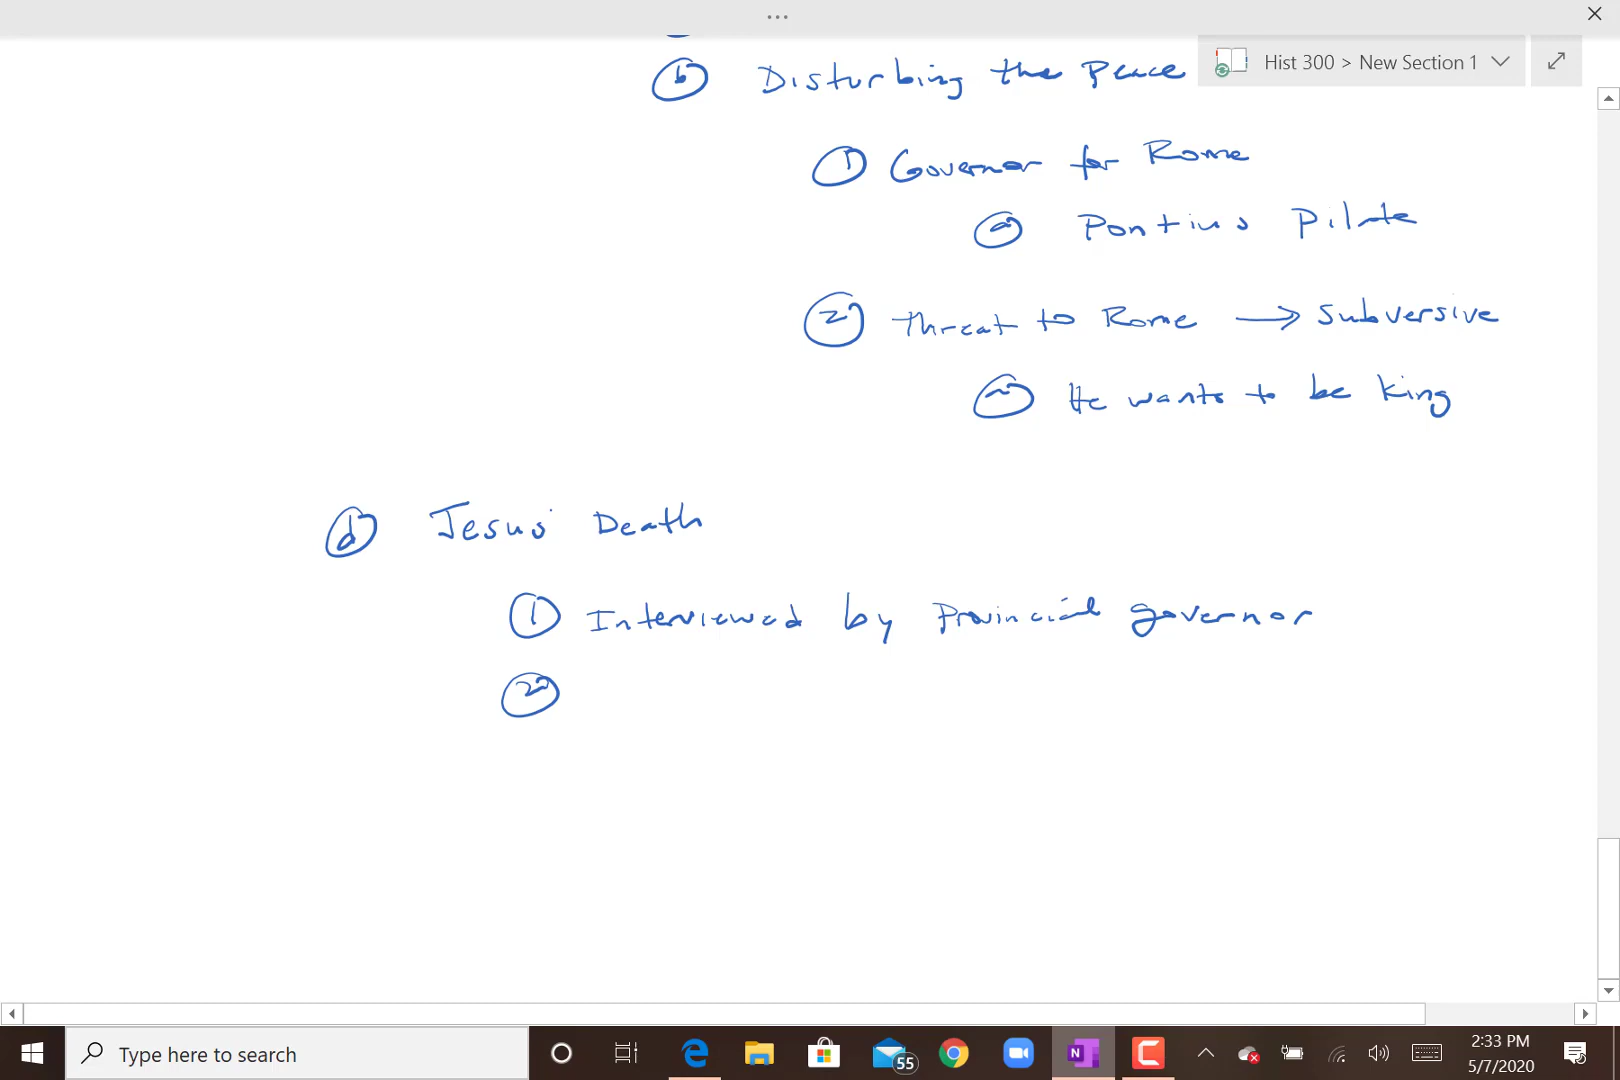 Hist 300 > New Section 1
b Disturbing the Peace
1 Governor for Rome
a Pontius Pilate
2 Threat to Rome → Subversive
a He wants to be king
d Jesus' Death
1 Interviewed by Provincial governor
2
Type here to search
55
N
2:33 PM
5/7/2020